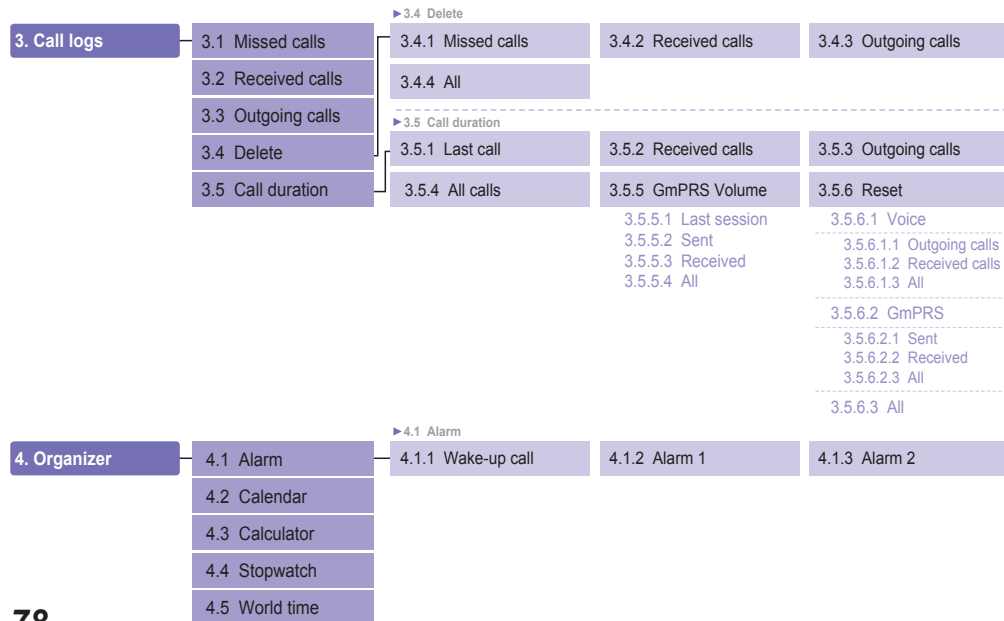 ►3.4 Delete
3. Call logs
3.1 Missed calls
3.2 Received calls
3.3 Outgoing calls
3.4 Delete
3.5 Call duration
3.4.1 Missed calls
3.4.2 Received calls
3.4.3 Outgoing calls
3.4.4 All
►3.5 Call duration
3.5.1 Last call
3.5.2 Received calls
3.5.3 Outgoing calls
3.5.4 All calls
3.5.5 GmPRS Volume
3.5.5.1 Last session
3.5.5.2 Sent
3.5.5.3 Received
3.5.5.4 All
3.5.6 Reset
3.5.6.1 Voice
3.5.6.1.1 Outgoing calls
3.5.6.1.2 Received calls
3.5.6.1.3 All
3.5.6.2 GmPRS
3.5.6.2.1 Sent
3.5.6.2.2 Received
3.5.6.2.3 All
3.5.6.3 All
►4.1 Alarm
4. Organizer
4.1 Alarm
4.2 Calendar
4.3 Calculator
4.4 Stopwatch
4.5 World time
4.1.1 Wake-up call
4.1.2 Alarm 1
4.1.3 Alarm 2
78